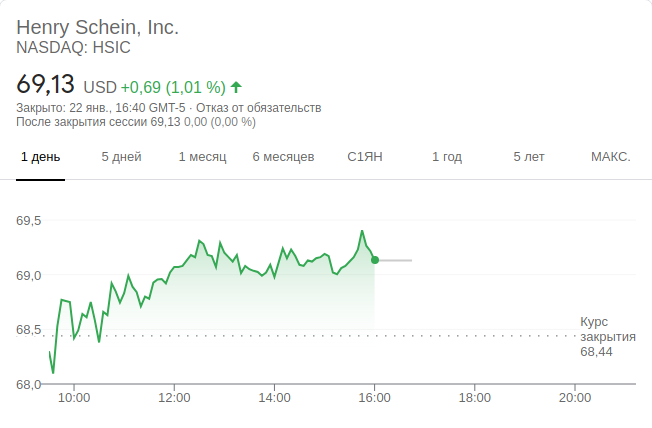 Henry Schein, Inc.
NASDAQ: HSIC
69,13 USD +0,69 (1,01 %)
Закрыто: 22 янв., 16:40 GMT-5 · Отказ от обязательств
После закрытия сессии 69,13 0,00 (0,00 %)
1 день 5 дней 1 месяц 6 месяцев С1ЯН 1 год 5 лет МАКС.
69,5
69,0
68,5
68,0
Курс
закрытия
68,44
10:00 12:00 14:00 16:00 18:00 20:00